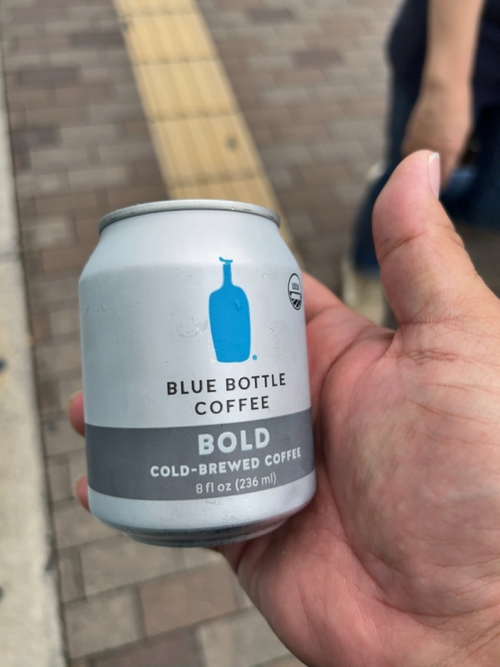 BLUE BOTTLE
COFFEE
BOLD
COLD-BREWED COFFEE
8 fl oz (236 ml)